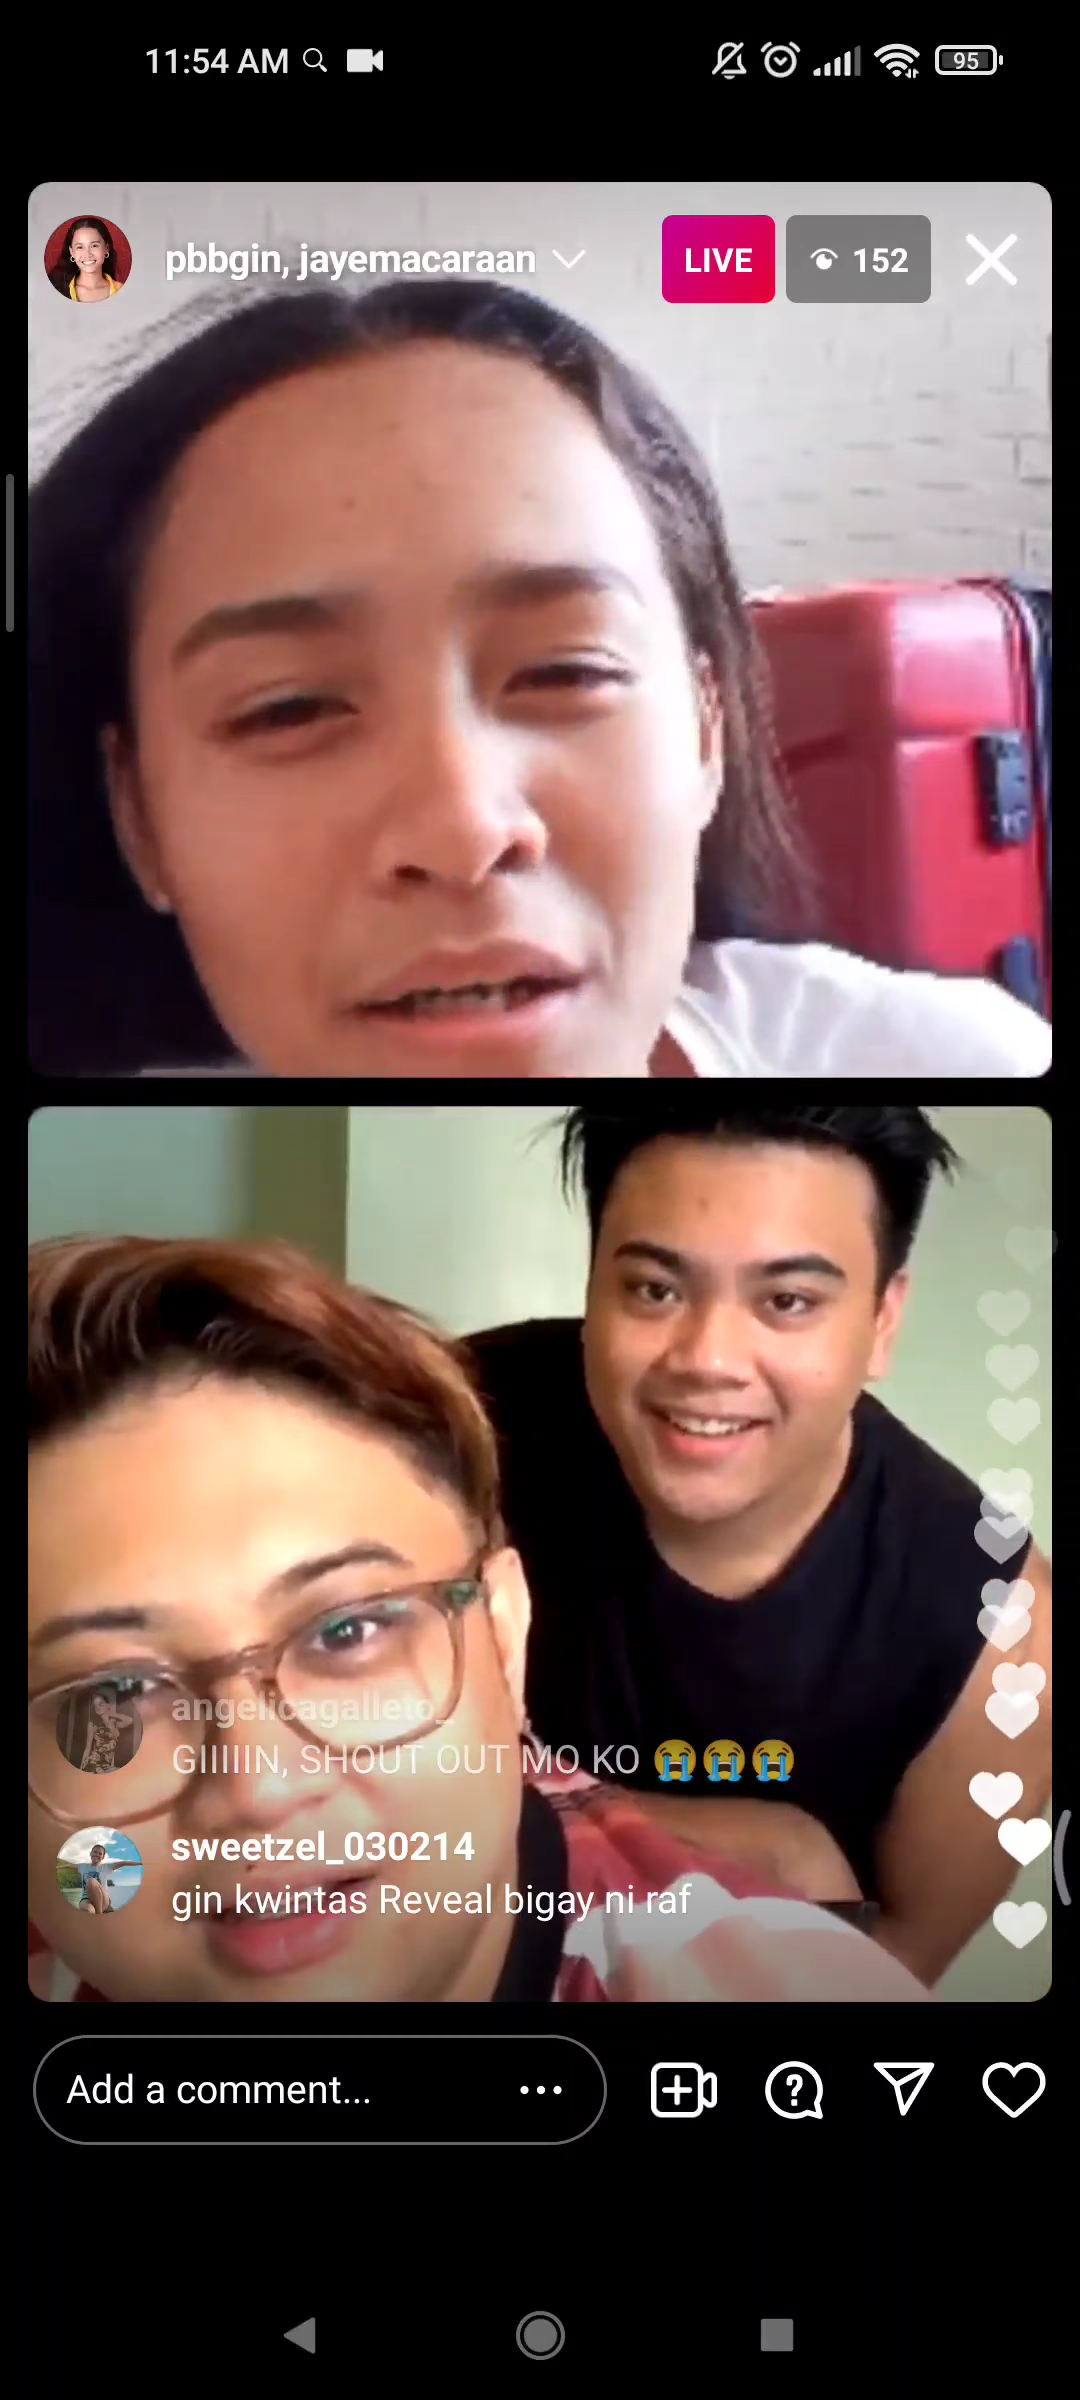 11:54 AM
95
pbbgin, jayemacaraan
LIVE
152
angelicagalleto_
GIIIIIN, SHOUT OUT MO KO 😭😭😭
sweetzel_030214
gin kwintas Reveal bigay ni raf
Add a comment...